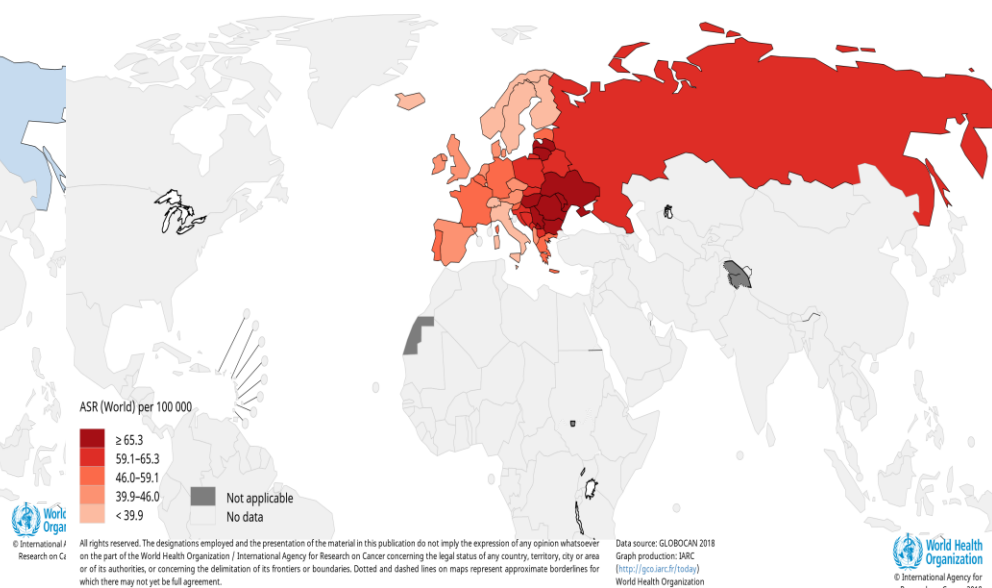 ASR (World) per 100 000
≥ 65.3
59.1–65.3
46.0–59.1
39.9–46.0
< 39.9
Not applicable
No data
World
Orga
© International A
Research on Ca
All rights reserved. The designations employed and the presentation of the material in this publication do not imply the expression of any opinion whatsoever
on the part of the World Health Organization / International Agency for Research on Cancer concerning the legal status of any country, territory, city or area
or of its authorities, or concerning the delimitation of its frontiers or boundaries. Dotted and dashed lines on maps represent approximate borderlines for
which there may not yet be full agreement.
Data source: GLOBOCAN 2018
Graph production: IARC
(http://gco.iarc.fr/today)
World Health Organization
World Health
Organization
© International Agency for